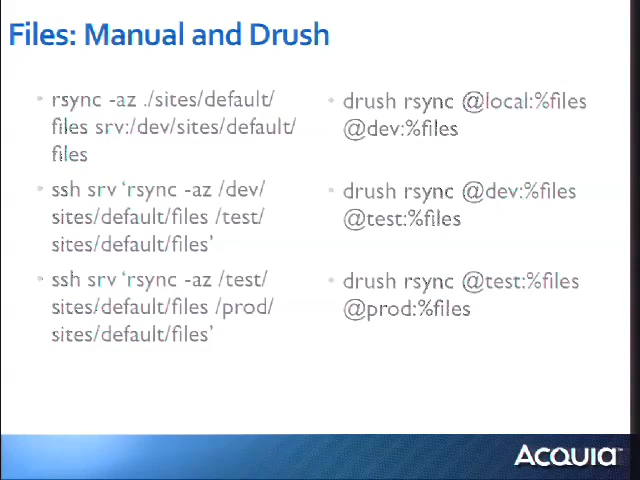 Files: Manual and Drush
• rsync -az ./sites/default/
files srv:/dev/sites/default/
files
• ssh srv ‘rsync -az /dev/
sites/default/files /test/
sites/default/files’
• ssh srv ‘rsync -az /test/
sites/default/files /prod/
sites/default/files’
• drush rsync @local:%files
@dev:%files
• drush rsync @dev:%files
@test:%files
• drush rsync @test:%files
@prod:%files
ACQUIA™